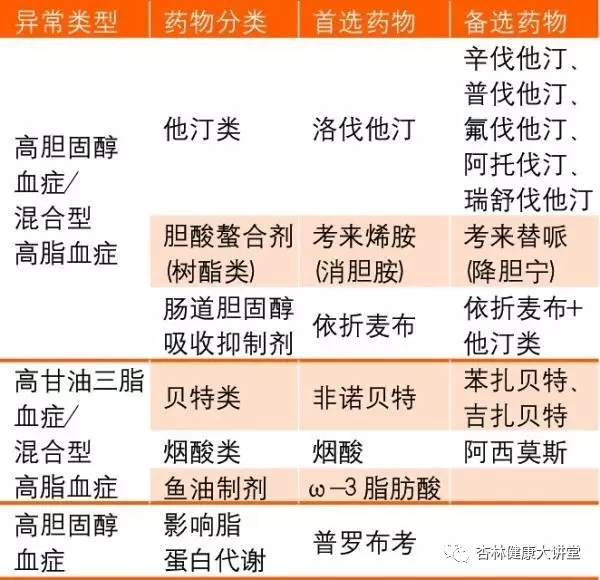 异常类型 药物分类 首选药物 备选药物
高胆固醇
血症/
混合型
高脂血症
他汀类
洛伐他汀
辛伐他汀、
普伐他汀、
氟伐他汀、
阿托伐汀、
瑞舒伐他汀
胆酸螯合剂
(树酯类)
考来烯胺
(消胆胺)
考来替哌
(降胆宁)
肠道胆固醇
吸收抑制剂
依折麦布
依折麦布+
他汀类
高甘油三脂
血症/
混合型
高脂血症
贝特类
非诺贝特
苯扎贝特、
吉扎贝特
烟酸类
烟酸
阿西莫斯
鱼油制剂
ω-3脂肪酸
高胆固醇
血症
影响脂
蛋白代谢
普罗布考
杏林健康大讲堂